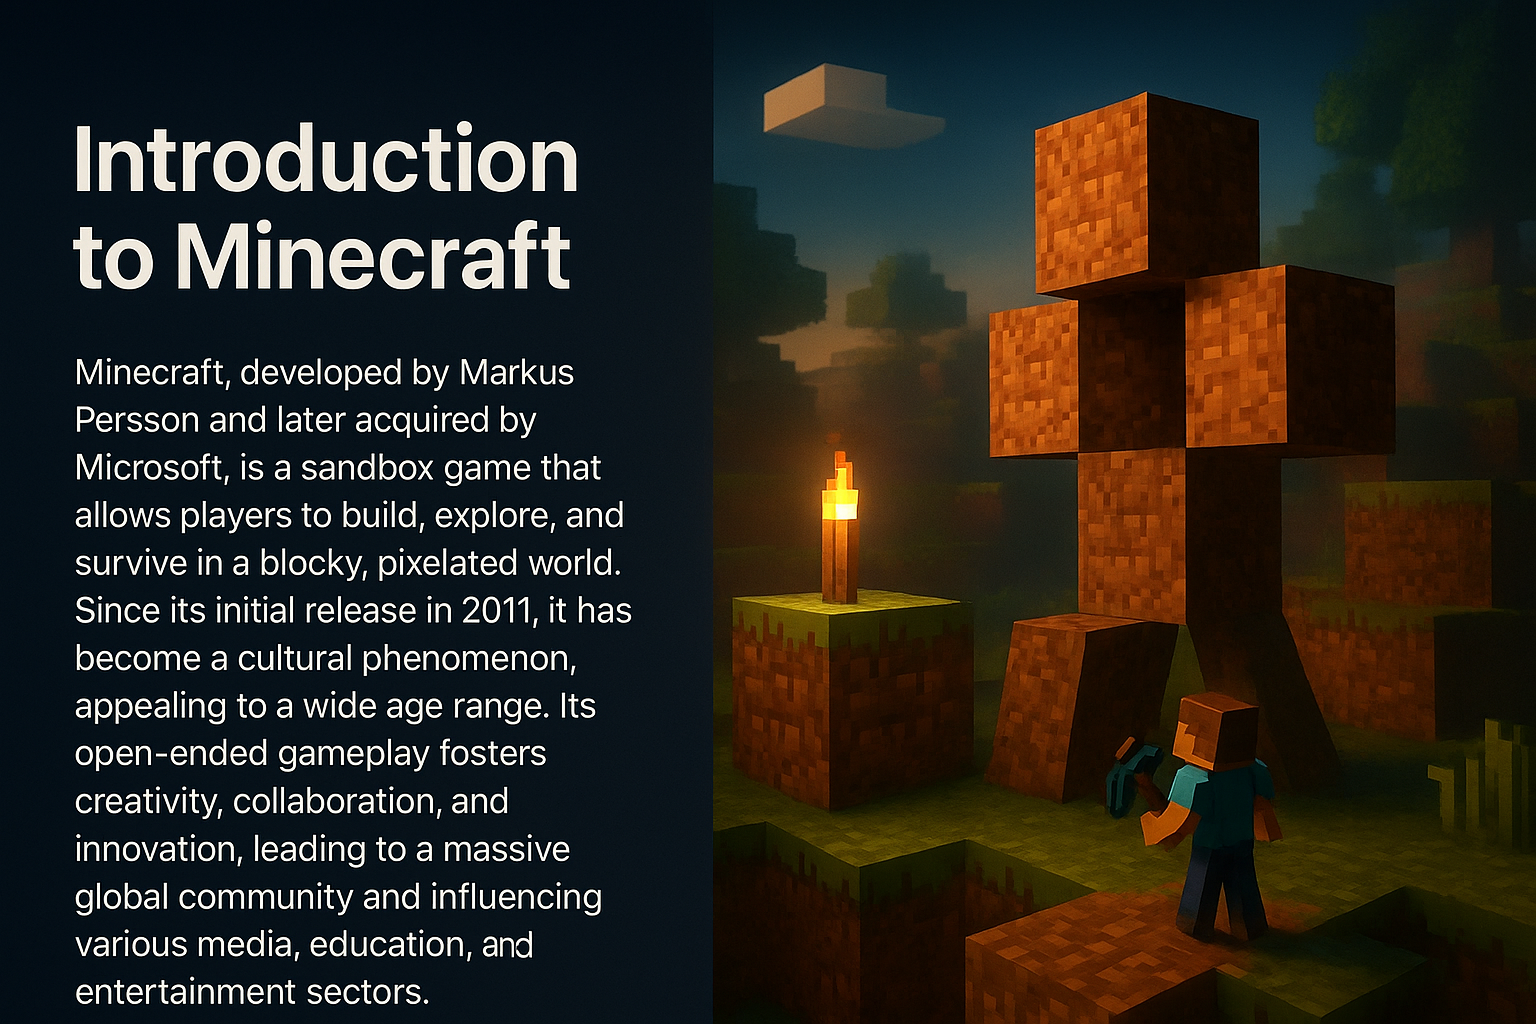 Introduction
to Minecraft
Minecraft, developed by Markus
Persson and later acquired by
Microsoft, is a sandbox game that
allows players to build, explore, and
survive in a blocky, pixelated world.
Since its initial release in 2011, it has
become a cultural phenomenon,
appealing to a wide age range. Its
open-ended gameplay fosters
creativity, collaboration, and
innovation, leading to a massive
global community and influencing
various media, education, and
entertainment sectors.